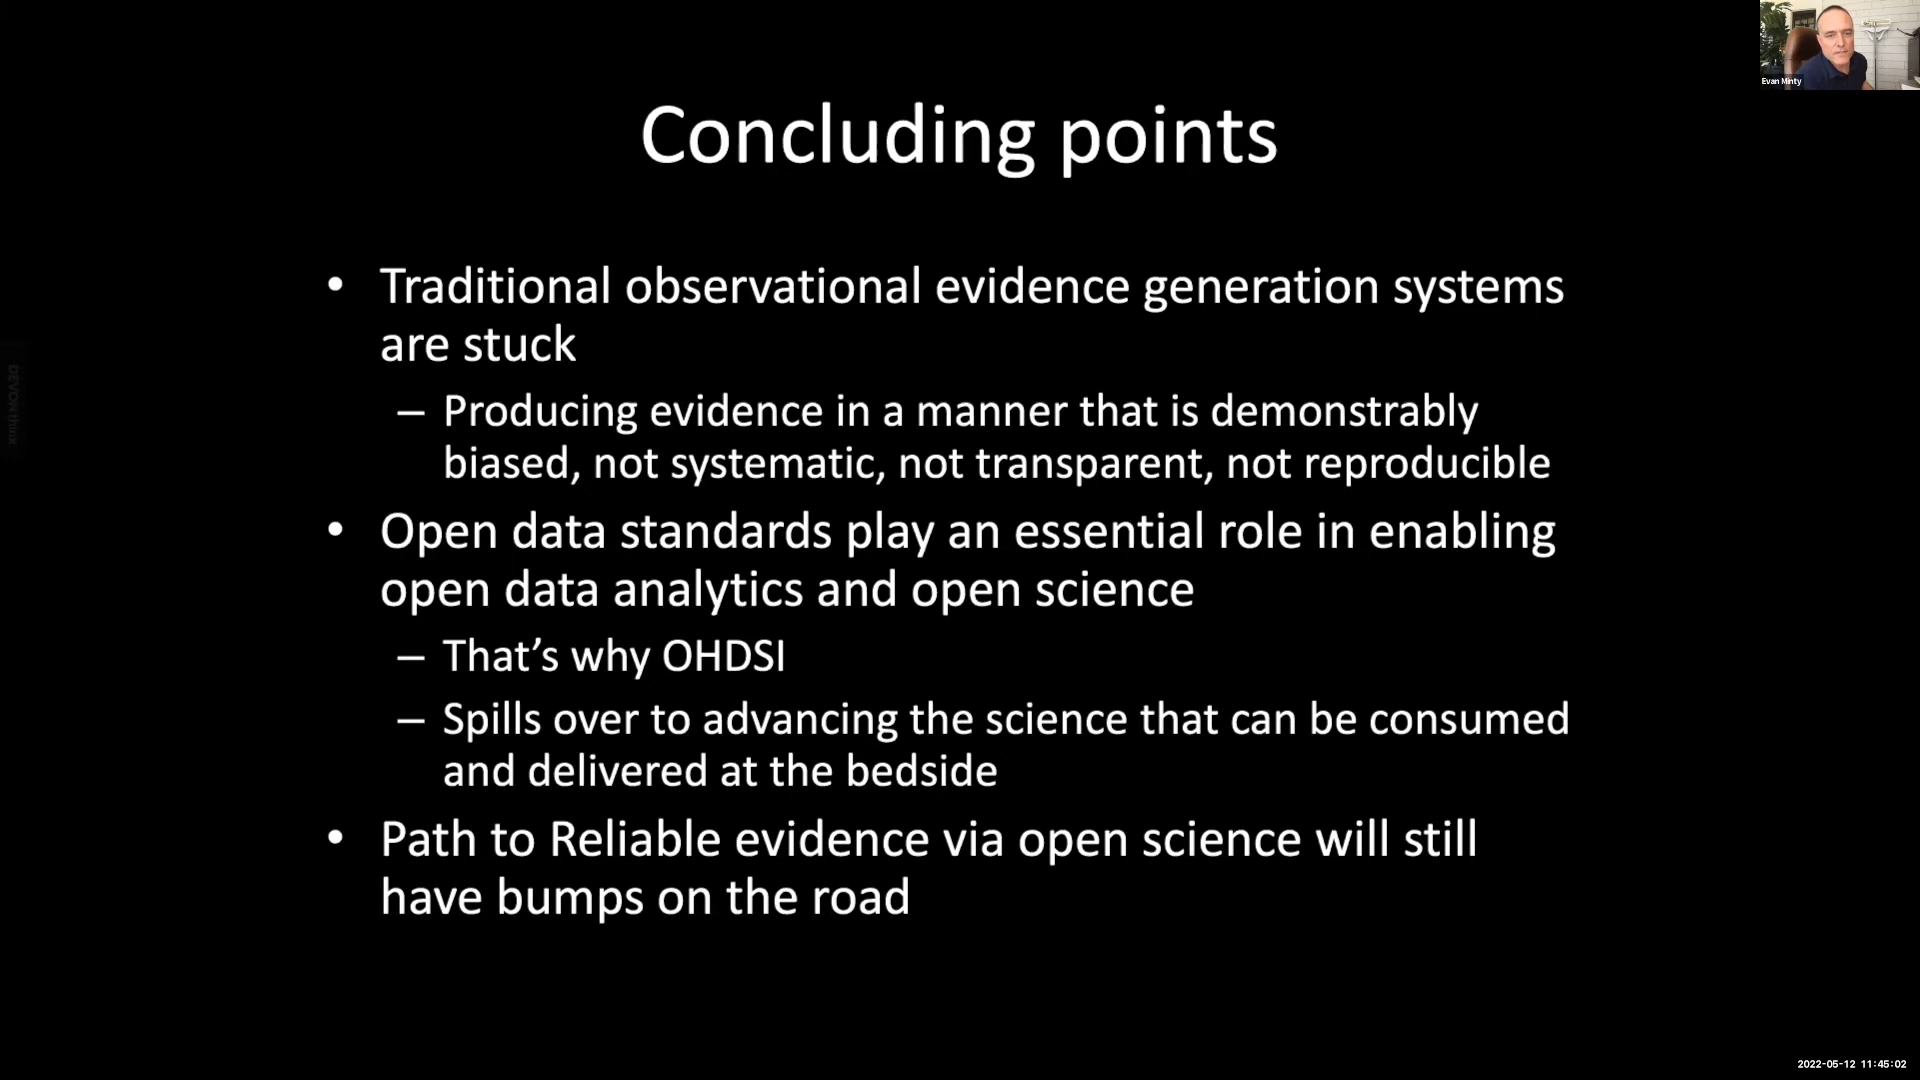 Evan Minty
Concluding points
• Traditional observational evidence generation systems
are stuck
– Producing evidence in a manner that is demonstrably
biased, not systematic, not transparent, not reproducible
• Open data standards play an essential role in enabling
open data analytics and open science
– That’s why OHDSI
– Spills over to advancing the science that can be consumed
and delivered at the bedside
• Path to Reliable evidence via open science will still
have bumps on the road
DEVONthink
2022-05-12 11:45:02